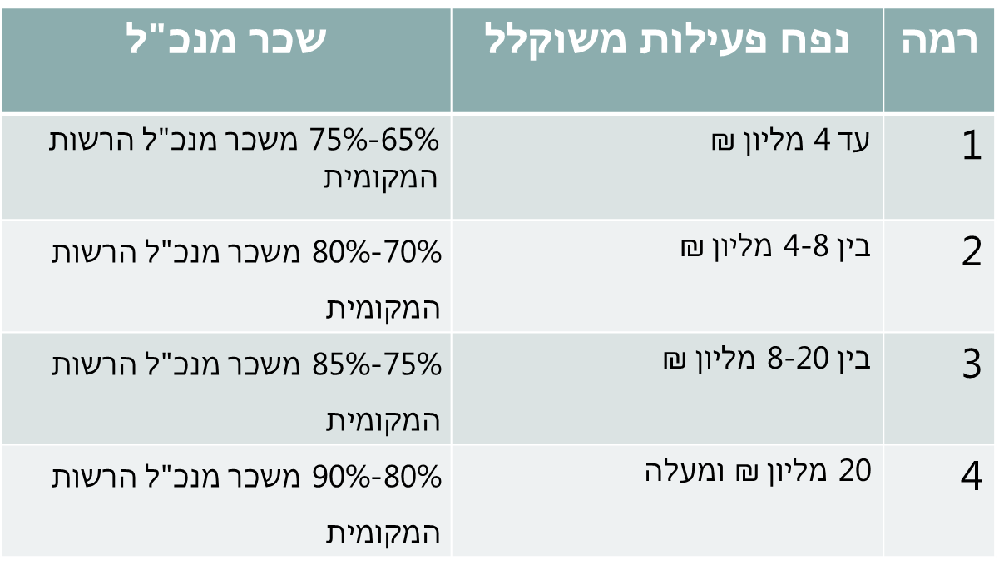 רמה
נפח פעילות משוקלל
שכר מנכ"ל
1
עד 4 מליון ₪
65%-75% משכר מנכ"ל הרשות
המקומית
2
בין 4-8 מליון ₪
70%-80% משכר מנכ"ל הרשות
המקומית
3
בין 8-20 מליון ₪
75%-85% משכר מנכ"ל הרשות
המקומית
4
20 מליון ₪ ומעלה
80%-90% משכר מנכ"ל הרשות
המקומית